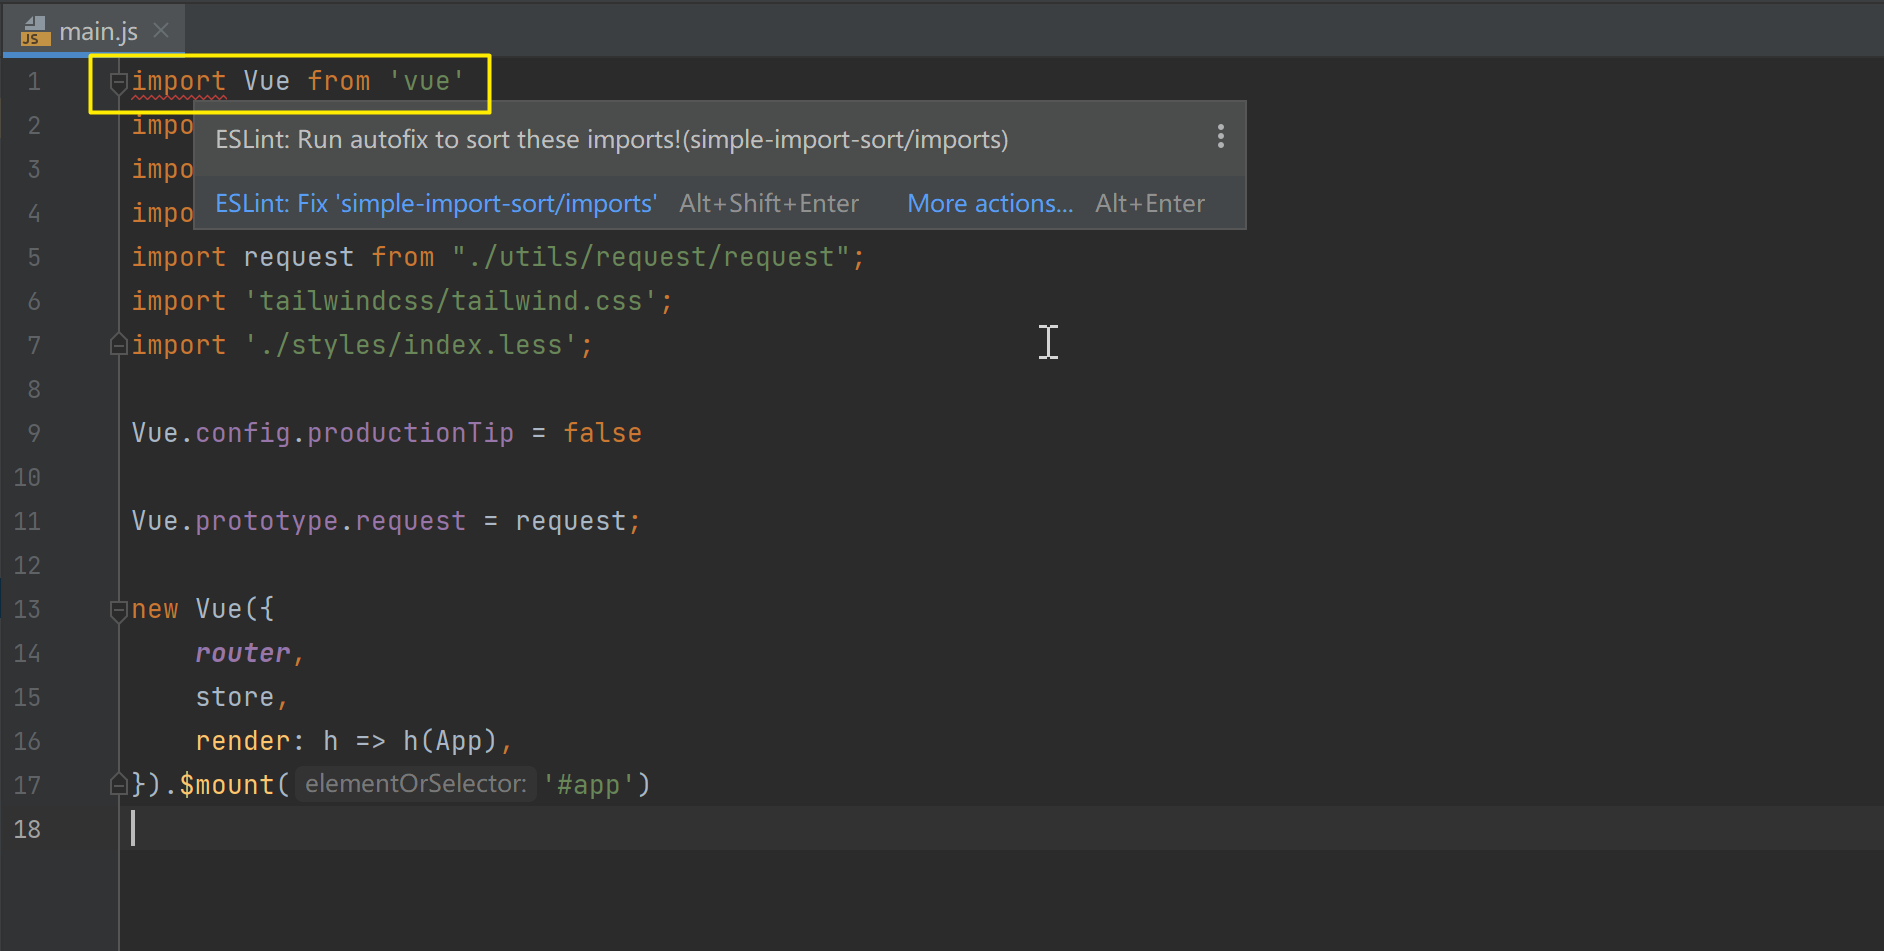 JS main.js
1 import Vue from 'vue'
2 impo
ESLint: Run autofix to sort these imports!(simple-import-sort/imports)
3 impo
4 impo
ESLint: Fix 'simple-import-sort/imports' Alt+Shift+Enter More actions... Alt+Enter
5 import request from "./utils/request/request";
6 import 'tailwindcss/tailwind.css';
7 import './styles/index.less';
8
9 Vue.config.productionTip = false
10
11 Vue.prototype.request = request;
12
13 new Vue({
14 router,
15 store,
16 render: h => h(App),
17 }).$mount( elementOrSelector: '#app')
18